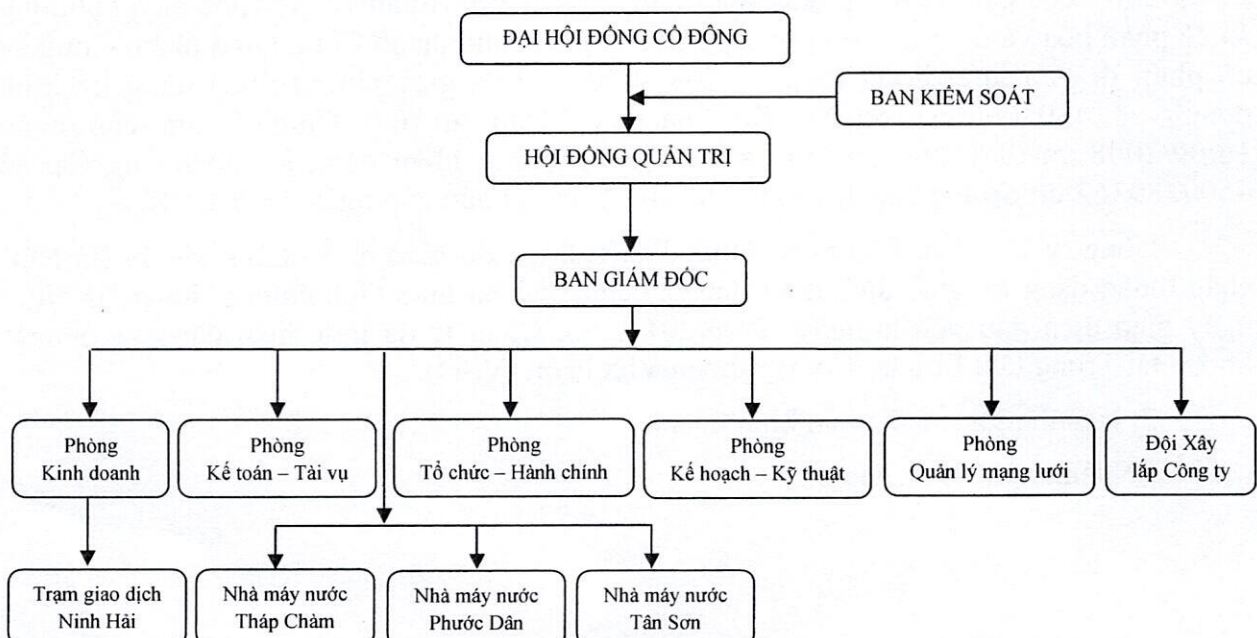 ĐẠI HỘI ĐỒNG CỔ ĐÔNG
BAN KIỂM SOÁT
HỘI ĐỒNG QUẢN TRỊ
BAN GIÁM ĐỐC
Phòng
Kinh doanh
Phòng
Kế toán – Tài vụ
Phòng
Tổ chức – Hành chính
Phòng
Kế hoạch – Kỹ thuật
Phòng
Quản lý mạng lưới
Đội Xây
lắp Công ty
Trạm giao dịch
Ninh Hải
Nhà máy nước
Tháp Chàm
Nhà máy nước
Phước Dân
Nhà máy nước
Tân Sơn